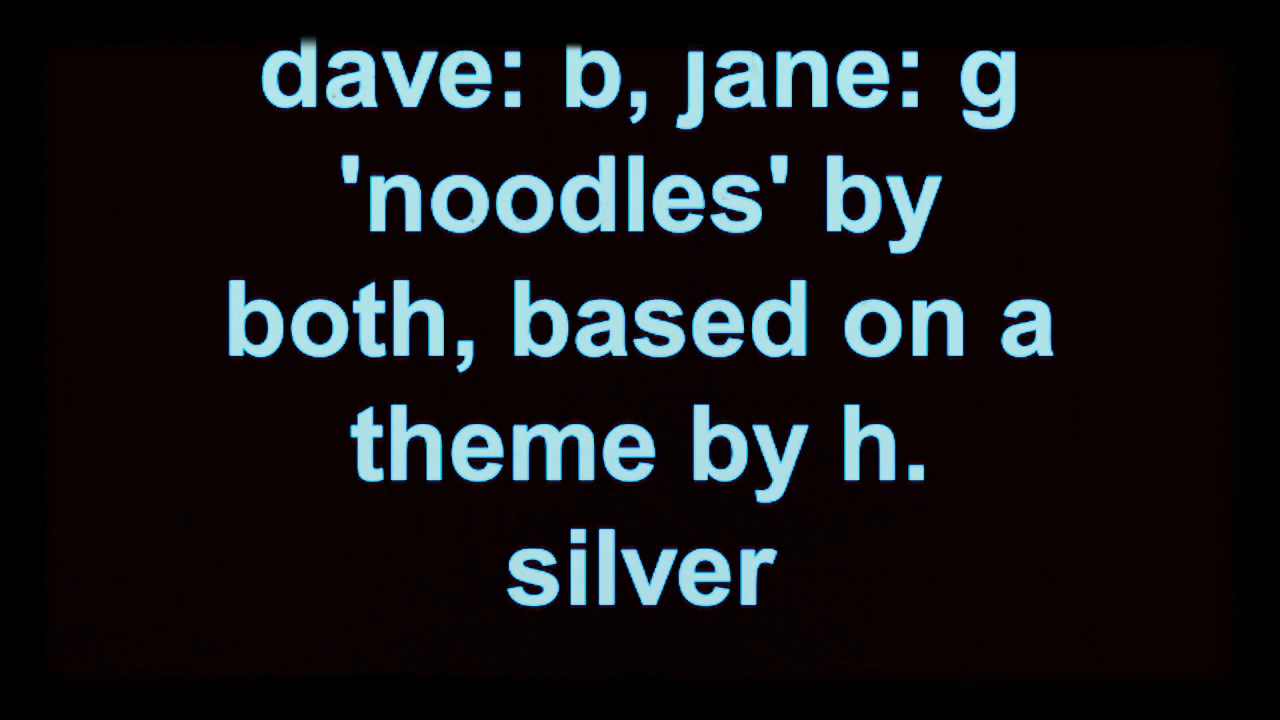 dave: b, jane: g
'noodles' by
both, based on a
theme by h.
silver